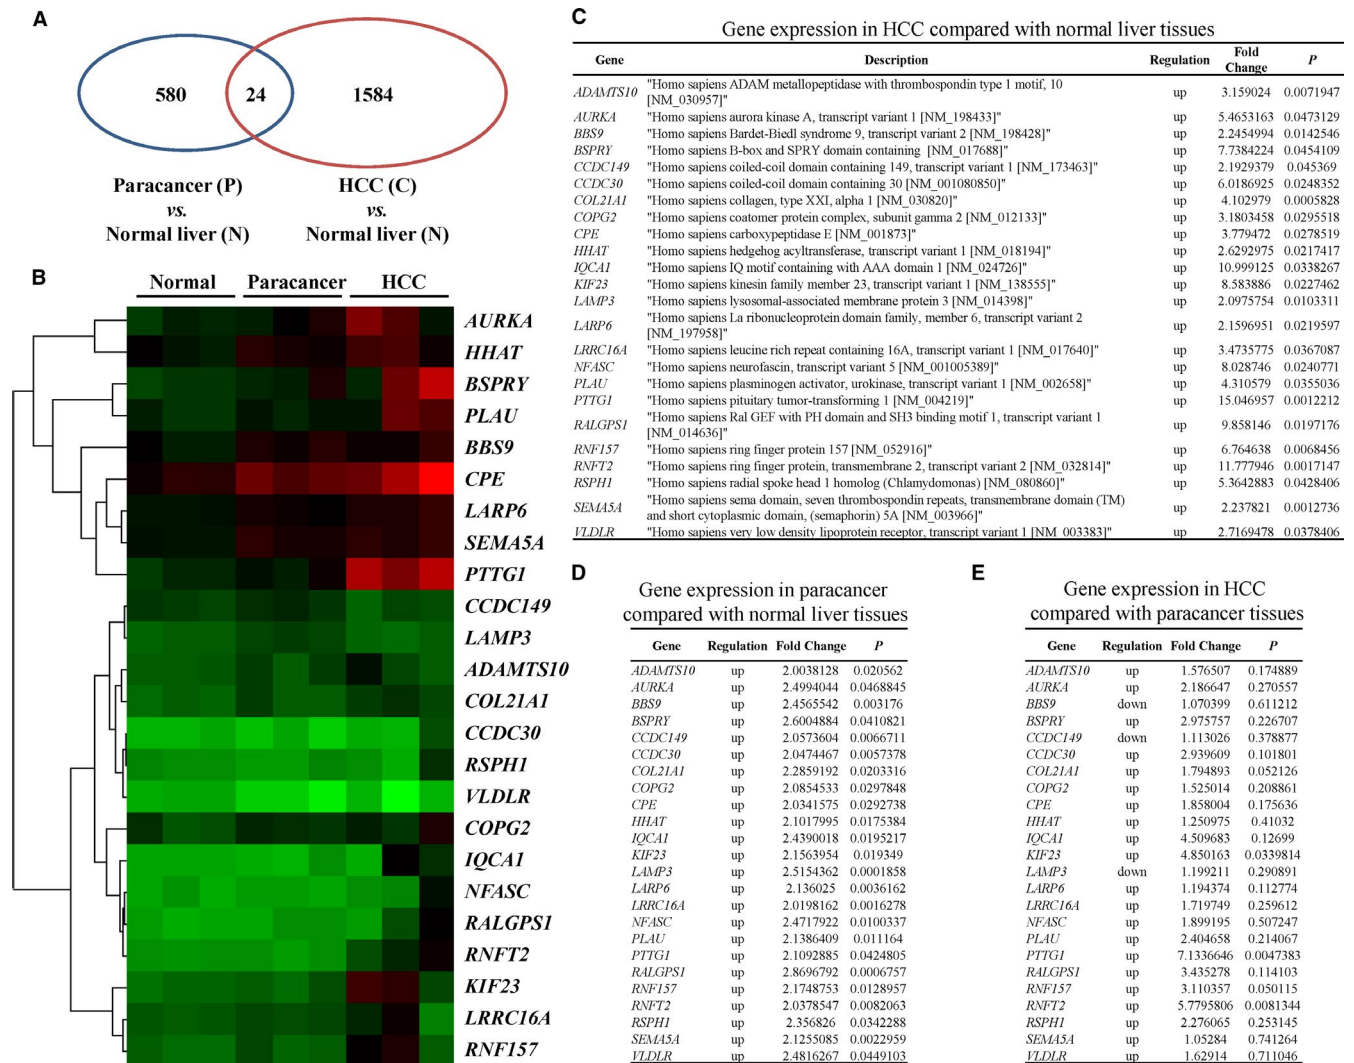 A
580
24
1584
Paracancer (P)
vs.
Normal liver (N)
HCC (C)
vs.
Normal liver (N)
B
Normal Paracancer HCC
AURKA
HHAT
BSPRY
PLAU
BBS9
CPE
LARP6
SEMA5A
PTTG1
CCDC149
LAMP3
ADAMTS10
COL21A1
CCDC30
RSPH1
VLDLR
COPG2
IQCA1
NFASC
RALGPS1
RNFT2
KIF23
LRRC16A
RNF157
C
Gene expression in HCC compared with normal liver tissues
Gene Description Regulation Fold Change P
ADAMTS10 "Homo sapiens ADAM metallopeptidase with thrombospondin type 1 motif, 10 
[NM_030957]" up 3.159024 0.0071947
AURKA "Homo sapiens aurora kinase A, transcript variant 1 [NM_198433]" up 5.4653163 0.0473129
BBS9 "Homo sapiens Bardet-Biedl syndrome 9, transcript variant 2 [NM_198428]" up 2.2454994 0.0142546
BSPRY "Homo sapiens B-box and SPRY domain containing [NM_017688]" up 7.7384224 0.0454109
CCDC149 "Homo sapiens coiled-coil domain containing 149, transcript variant 1 [NM_173463]" up 2.1929379 0.045369
CCDC30 "Homo sapiens coiled-coil domain containing 30 [NM_001080850]" up 6.0186925 0.0248352
COL21A1 "Homo sapiens collagen, type XXI, alpha 1 [NM_030820]" up 4.102979 0.0005828
COPG2 "Homo sapiens coatomer protein complex, subunit gamma 2 [NM_012133]" up 3.1803458 0.0295518
CPE "Homo sapiens carboxypeptidase E [NM_001873]" up 3.779472 0.0278519
HHAT "Homo sapiens hedgehog acyltransferase, transcript variant 1 [NM_018194]" up 2.6292975 0.0217417
IQCA1 "Homo sapiens IQ motif containing with AAA domain 1 [NM_024726]" up 10.999125 0.0338267
KIF23 "Homo sapiens kinesin family member 23, transcript variant 1 [NM_138555]" up 8.583886 0.0227462
LAMP3 "Homo sapiens lysosomal-associated membrane protein 3 [NM_014398]" up 2.0975754 0.0103311
LARP6 "Homo sapiens La ribonucleoprotein domain family, member 6, transcript variant 2
[NM_197958]" up 2.1596951 0.0219597
LRRC16A "Homo sapiens leucine rich repeat containing 16A, transcript variant 1 [NM_017640]" up 3.4735775 0.0367087
NFASC "Homo sapiens neurofascin, transcript variant 5 [NM_001005389]" up 8.028746 0.0240771
PLAU "Homo sapiens plasminogen activator, urokinase, transcript variant 1 [NM_002658]" up 4.310579 0.0355036
PTTG1 "Homo sapiens pituitary tumor-transforming 1 [NM_004219]" up 15.046957 0.0012212
RALGPS1 "Homo sapiens Ral GEF with PH domain and SH3 binding motif 1, transcript variant 1
[NM_014636]" up 9.858146 0.0197176
RNF157 "Homo sapiens ring finger protein 157 [NM_052916]" up 6.764638 0.0068456
RNFT2 "Homo sapiens ring finger protein, transmembrane 2, transcript variant 2 [NM_032814]" up 11.777946 0.0017147
RSPH1 "Homo sapiens radial spoke head 1 homolog (Chlamydomonas) [NM_080860]" up 5.3642883 0.0428406
SEMA5A "Homo sapiens sema domain, seven thrombospondin repeats, transmembrane domain (TM)
and short cytoplasmic domain, (semaphorin) 5A [NM_003966]" up 2.237821 0.0012736
VLDLR "Homo sapiens very low density lipoprotein receptor, transcript variant 1 [NM_003383]" up 2.7169478 0.0378406
D
Gene expression in paracancer
compared with normal liver tissues
Gene Regulation Fold Change P
ADAMTS10 up 2.0038128 0.020562
AURKA up 2.4994044 0.0468845
BBS9 up 2.4565542 0.003176
BSPRY up 2.6004884 0.0410821
CCDC149 up 2.0573604 0.0066711
CCDC30 up 2.0474467 0.0057378
COL21A1 up 2.2859192 0.0203316
COPG2 up 2.0854533 0.0297848
CPE up 2.0341575 0.0292738
HHAT up 2.1017995 0.0175384
IQCA1 up 2.4390018 0.0195217
KIF23 up 2.1563954 0.019349
LAMP3 up 2.5154362 0.0001858
LARP6 up 2.136025 0.0036162
LRRC16A up 2.0198162 0.0016278
NFASC up 2.4717922 0.0100337
PLAU up 2.1386409 0.011164
PTTG1 up 2.1092885 0.0424805
RALGPS1 up 2.8696792 0.0006757
RNF157 up 2.1748753 0.0128957
RNFT2 up 2.0378547 0.0082063
RSPH1 up 2.356826 0.0342288
SEMA5A up 2.1255085 0.0022959
VLDLR up 2.4816267 0.0449103
E
Gene expression in HCC
compared with paracancer tissues
Gene Regulation Fold Change P
ADAMTS10 up 1.576507 0.174889
AURKA up 2.186647 0.270557
BBS9 down 1.070399 0.611212
BSPRY up 2.975757 0.226707
CCDC149 down 1.113026 0.378877
CCDC30 up 2.939609 0.101801
COL21A1 up 1.794893 0.052126
COPG2 up 1.525014 0.208861
CPE up 1.858004 0.175636
HHAT up 1.250975 0.41032
IQCA1 up 4.509683 0.12699
KIF23 up 4.850163 0.0339814
LAMP3 down 1.199211 0.290891
LARP6 up 1.194374 0.112774
LRRC16A up 1.719749 0.259612
NFASC up 1.899195 0.507247
PLAU up 2.404658 0.214067
PTTG1 up 7.1336646 0.0047383
RALGPS1 up 3.435278 0.114103
RNF157 up 3.110357 0.050115
RNFT2 up 5.7795806 0.0081344
RSPH1 up 2.276065 0.253145
SEMA5A up 1.05284 0.741264
VLDLR up 1.62914 0.711046